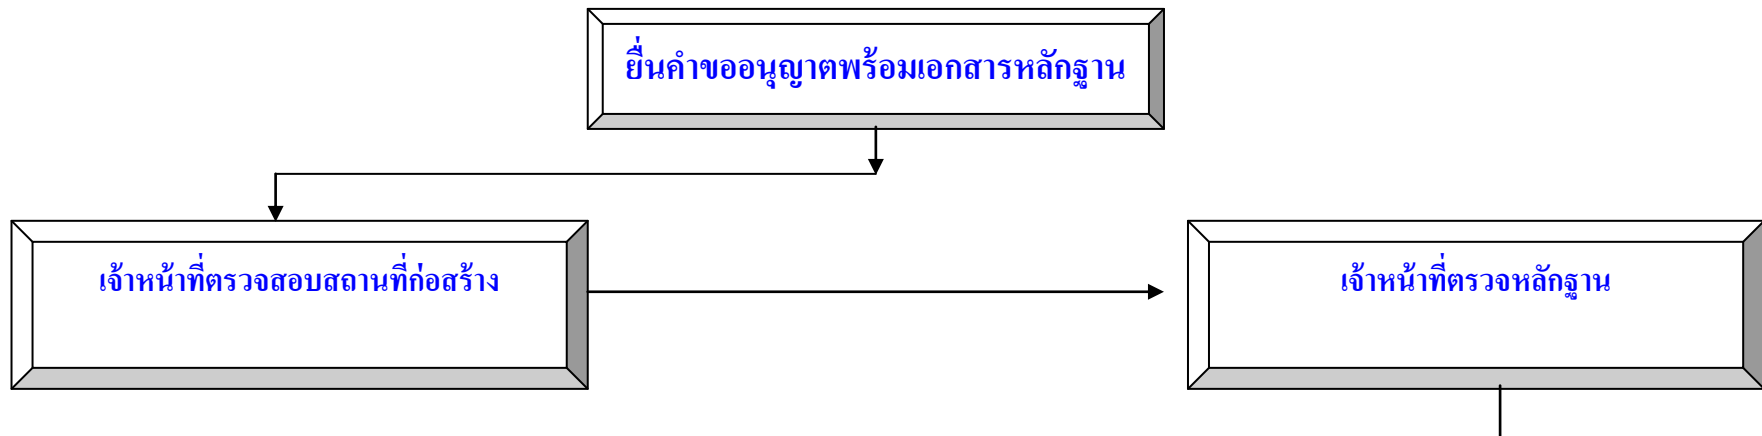 ยื่นคำขออนุญาตพร้อมเอกสารหลักฐาน
เจ้าหน้าที่ตรวจสอบสถานที่ก่อสร้าง
เจ้าหน้าที่ตรวจหลักฐาน